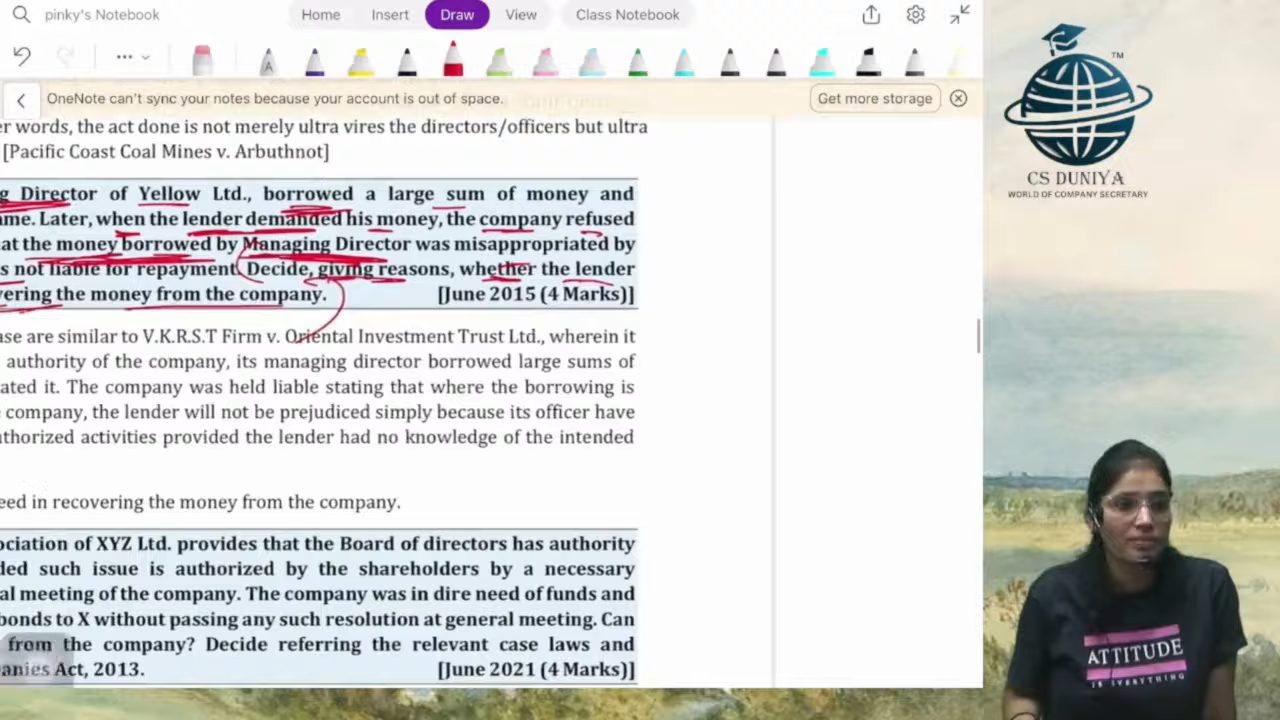 pinky's Notebook
Home
Insert
Draw
View
Class Notebook
OneNote can't sync your notes because your account is out of space.
Get more storage
er words, the act done is not merely ultra vires the directors/officers but ultra
[Pacific Coast Coal Mines v. Arbuthnot]
g Director of Yellow Ltd., borrowed a large sum of money and
ame. Later, when the lender demanded his money, the company refused
at the money borrowed by Managing Director was misappropriated by
s not liable for repayment. Decide, giving reasons, whether the lender
vering the money from the company. [June 2015 (4 Marks)]
ase are similar to V.K.R.S.T Firm v. Oriental Investment Trust Ltd., wherein it
authority of the company, its managing director borrowed large sums of
ated it. The company was held liable stating that where the borrowing is
e company, the lender will not be prejudiced simply because its officer have
uthorized activities provided the lender had no knowledge of the intended
eed in recovering the money from the company.
ociation of XYZ Ltd. provides that the Board of directors has authority
ded such issue is authorized by the shareholders by a necessary
al meeting of the company. The company was in dire need of funds and
bonds to X without passing any such resolution at general meeting. Can
from the company? Decide referring the relevant case laws and
anies Act, 2013. [June 2021 (4 Marks)]
TM
CS DUNIYA
WORLD OF COMPANY SECRETARY
ATTITUDE
IS EVERYTHING